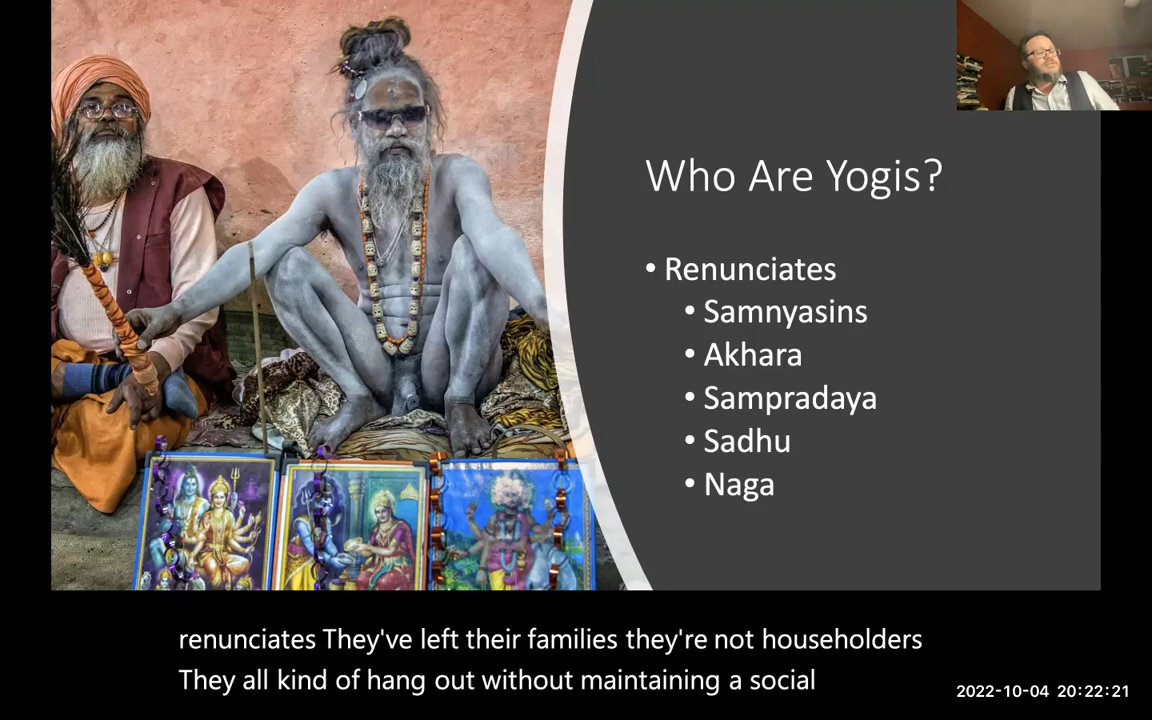 Who Are Yogis?
• Renunciates
• Samnyasins
• Akhara
• Sampradaya
• Sadhu
• Naga
renunciates They've left their families they're not householders
They all kind of hang out without maintaining a social
2022-10-04 20:22:21